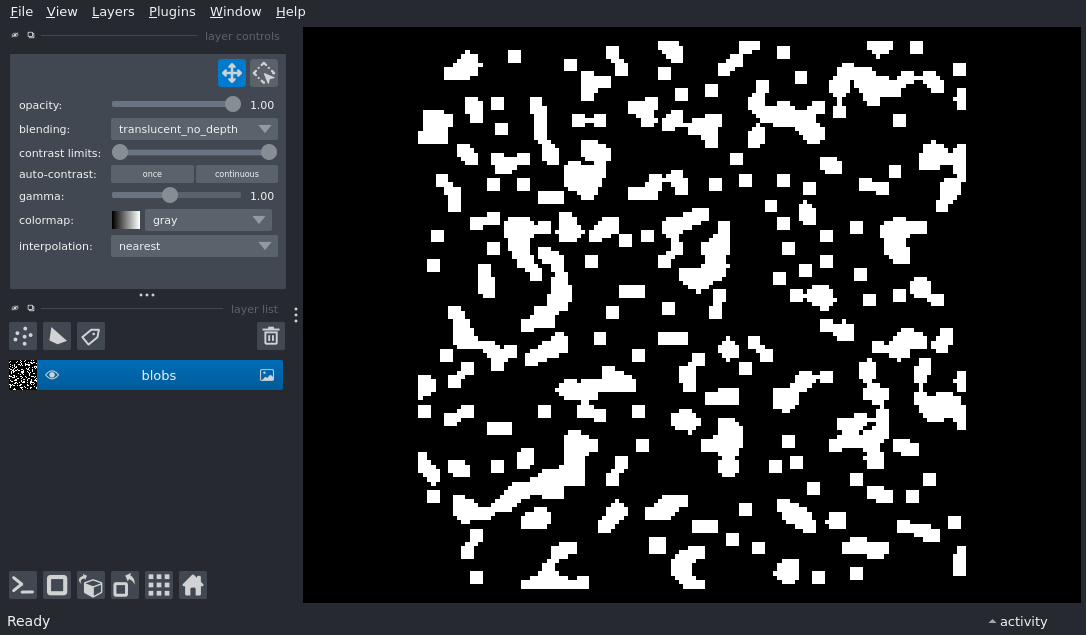 File View Layers Plugins Window Help
layer controls
opacity: 1.00
blending: translucent_no_depth
contrast limits:
auto-contrast: once continuous
gamma: 1.00
colormap: gray
interpolation: nearest
layer list
blobs
Ready
activity